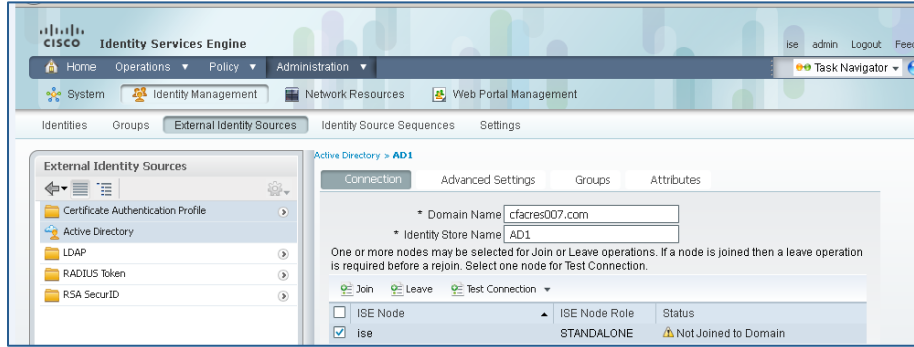 cisco Identity Services Engine
ise admin Logout Feed
Home Operations Policy Administration Task Navigator
System Identity Management Network Resources Web Portal Management
Identities Groups External Identity Sources Identity Source Sequences Settings
External Identity Sources
Certificate Authentication Profile
Active Directory
LDAP
RADIUS Token
RSA SecurID
Active Directory > AD1
Connection Advanced Settings Groups Attributes
* Domain Name cfacres007.com
* Identity Store Name AD1
One or more nodes may be selected for Join or Leave operations. If a node is joined then a leave operation
is required before a rejoin. Select one node for Test Connection.
Join Leave Test Connection
ISE Node ISE Node Role Status
ise STANDALONE Not Joined to Domain